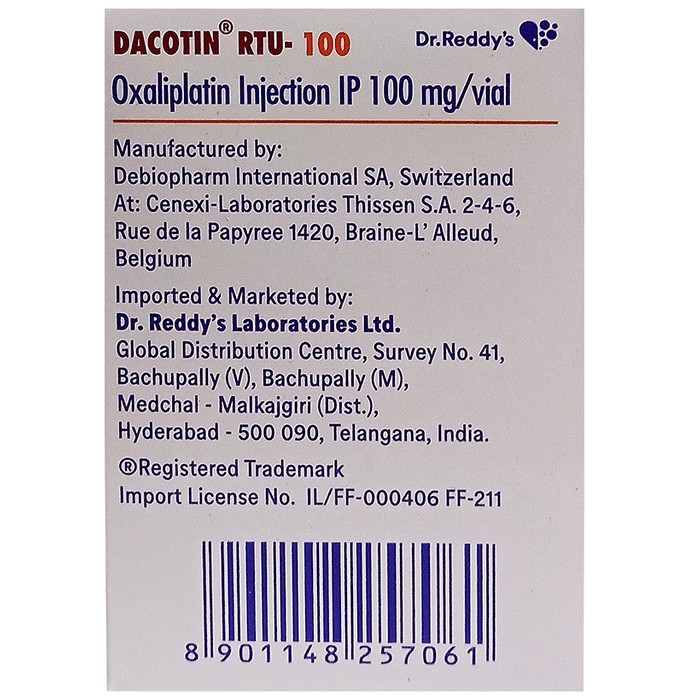 DACOTIN® RTU- 100
Dr.Reddy's
Oxaliplatin Injection IP 100 mg/vial
Manufactured by:
Debiopharm International SA, Switzerland
At: Cenexi-Laboratories Thissen S.A. 2-4-6,
Rue de la Papyree 1420, Braine-L' Alleud,
Belgium
Imported & Marketed by:
Dr. Reddy's Laboratories Ltd.
Global Distribution Centre, Survey No. 41,
Bachupally (V), Bachupally (M),
Medchal - Malkajgiri (Dist.),
Hyderabad - 500 090, Telangana, India.
®Registered Trademark
Import License No. IL/FF-000406 FF-211
8 901148 257061